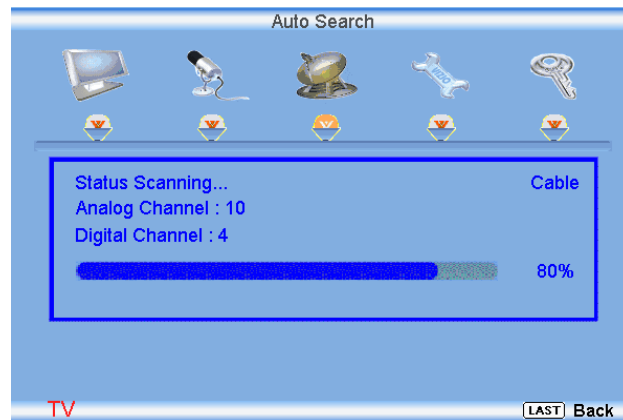 Auto Search
Status Scanning... Cable
Analog Channel : 10
Digital Channel : 4
80%
TV LAST Back